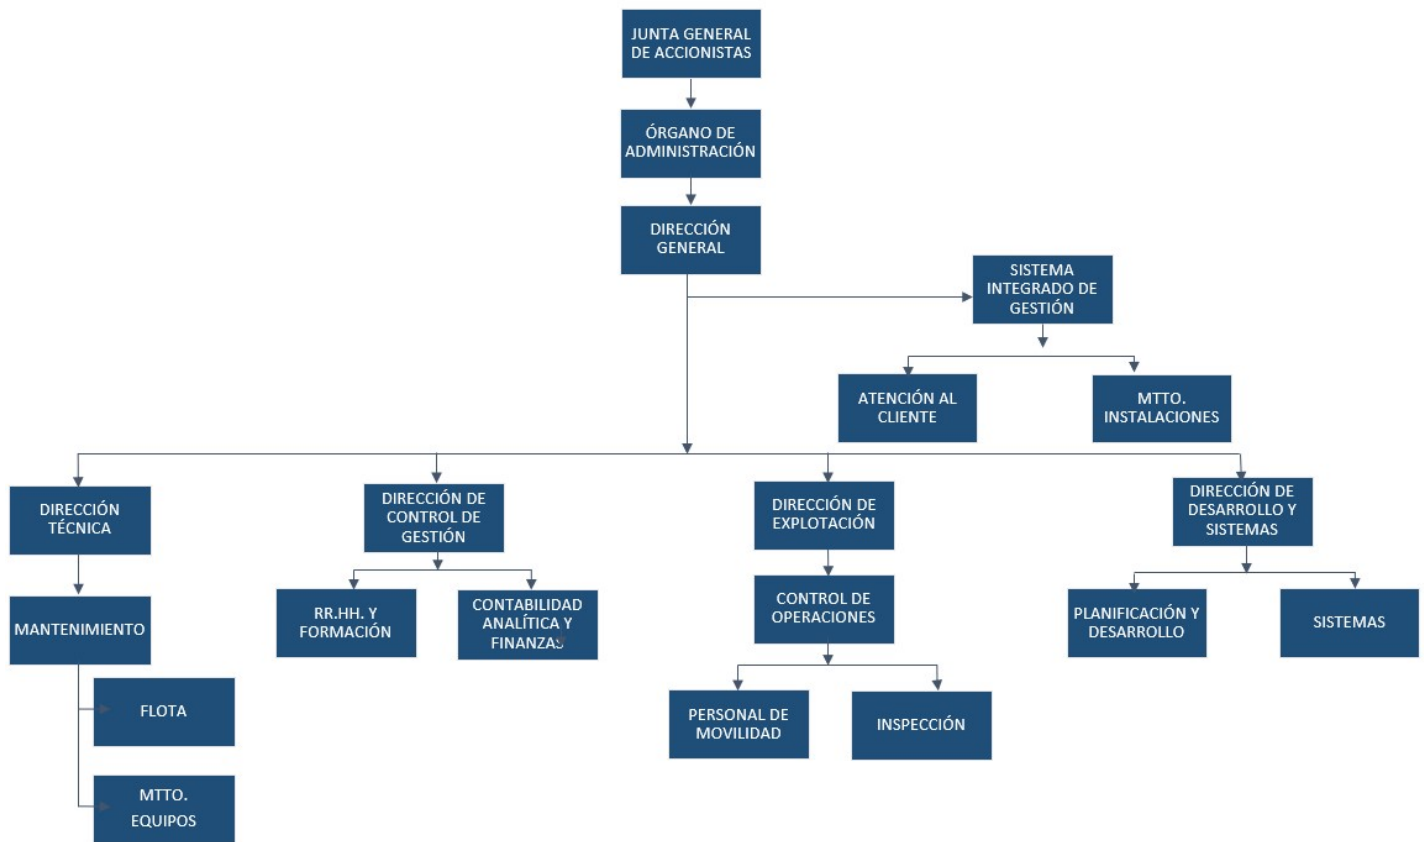 JUNTA GENERAL
DE ACCIONISTAS
ÓRGANO DE
ADMINISTRACIÓN
DIRECCIÓN
GENERAL
SISTEMA
INTEGRADO DE
GESTIÓN
ATENCIÓN AL
CLIENTE
MTTO.
INSTALACIONES
DIRECCIÓN
TÉCNICA
DIRECCIÓN DE
CONTROL DE
GESTIÓN
DIRECCIÓN DE
EXPLOTACIÓN
DIRECCIÓN DE
DESARROLLO Y
SISTEMAS
MANTENIMIENTO
RR.HH. Y
FORMACIÓN
CONTABILIDAD
ANALÍTICA Y
FINANZAS
CONTROL DE
OPERACIONES
PLANIFICACIÓN Y
DESARROLLO
SISTEMAS
FLOTA
PERSONAL DE
MOVILIDAD
INSPECCIÓN
MTTO.
EQUIPOS